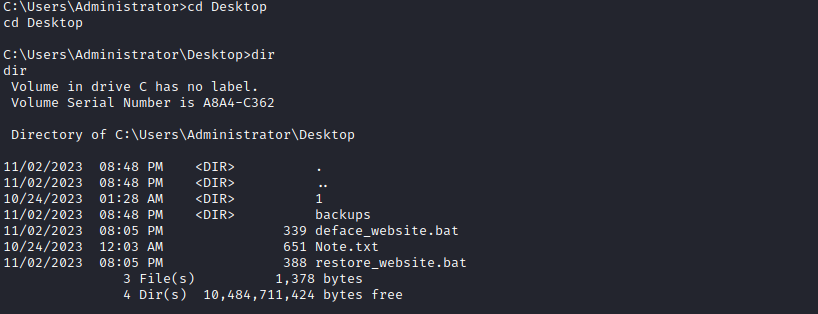 C:\Users\Administrator>cd Desktop
cd Desktop
C:\Users\Administrator\Desktop>dir
dir
 Volume in drive C has no label.
 Volume Serial Number is A8A4-C362
 Directory of C:\Users\Administrator\Desktop
11/02/2023  08:48 PM    <DIR>          .
11/02/2023  08:48 PM    <DIR>          ..
10/24/2023  01:28 AM    <DIR>          1
11/02/2023  08:48 PM    <DIR>          backups
11/02/2023  08:05 PM               339 deface_website.bat
10/24/2023  12:03 AM               651 Note.txt
11/02/2023  08:05 PM               388 restore_website.bat
               3 File(s)          1,378 bytes
               4 Dir(s)  10,484,711,424 bytes free